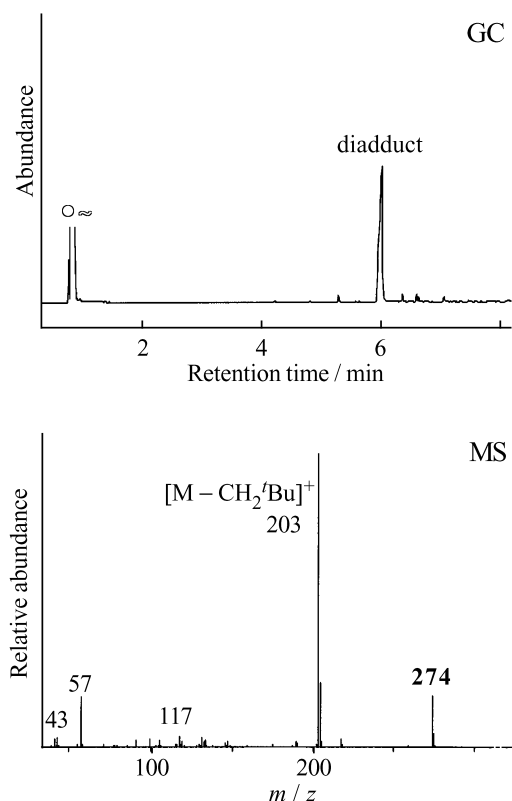 GC
Abundance
diadduct
○ ≈
2 4 6
Retention time / min
MS
Relative abundance
[M – CH₂ᵗBu]⁺
203
274
57
43
117
100 200
m / z